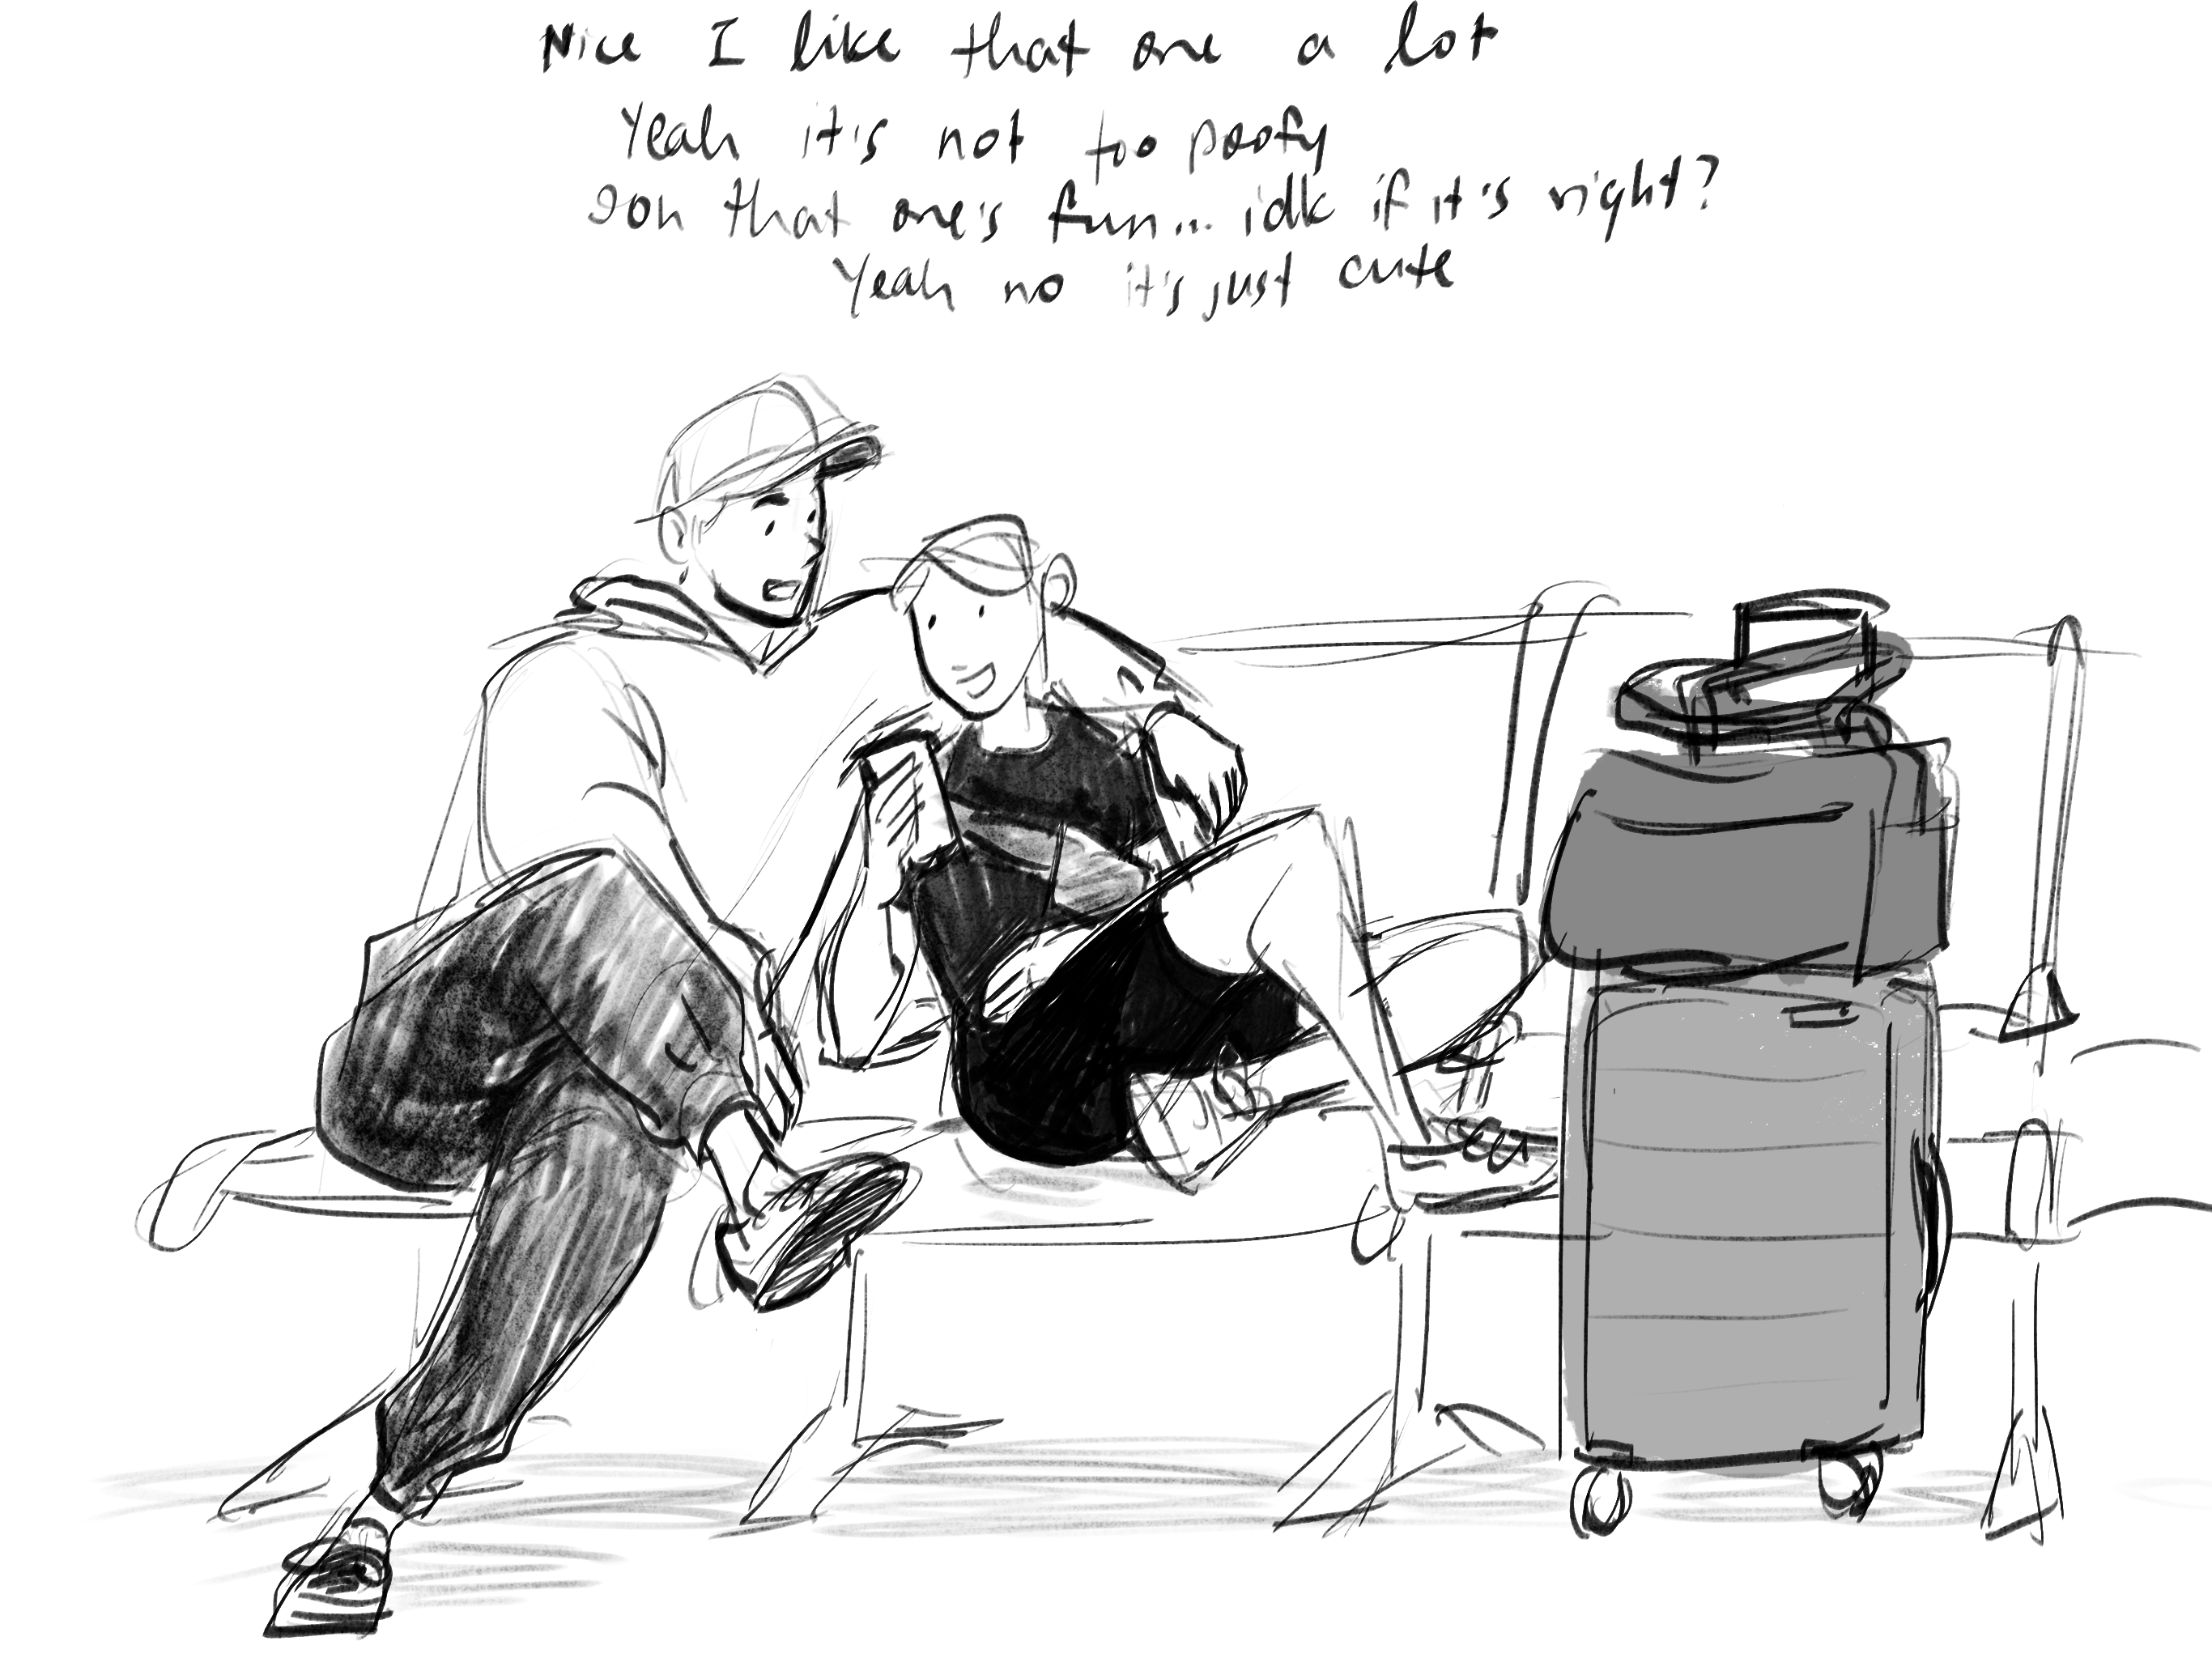 Nice I like that one a lot
Yeah it's not too poofy
Ooh that one's fun... idk if it's right?
Yeah no it's just cute